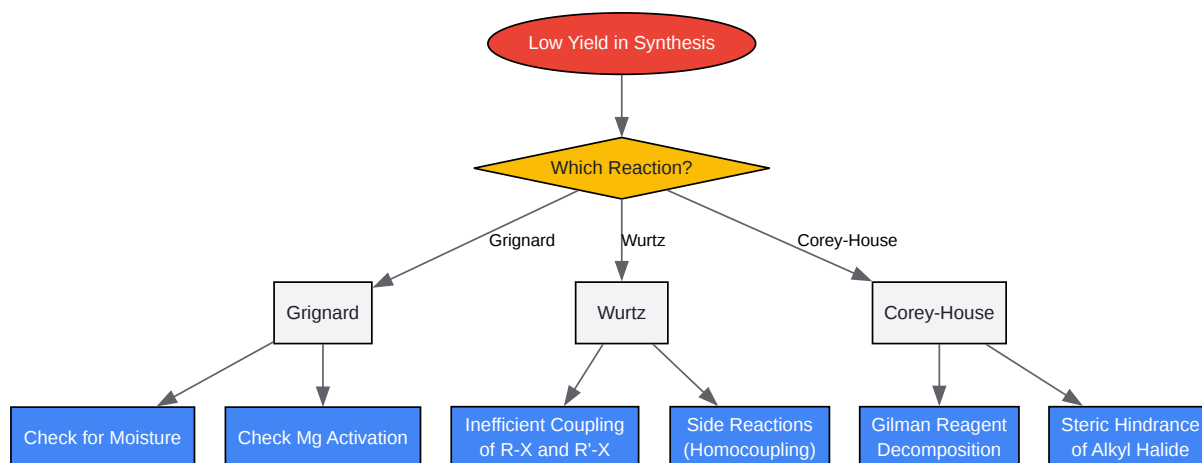 Low Yield in Synthesis
Which Reaction?
Grignard
Wurtz
Corey-House
Grignard
Wurtz
Corey-House
Check for Moisture
Check Mg Activation
Inefficient Coupling
of R-X and R'-X
Side Reactions
(Homocoupling)
Gilman Reagent
Decomposition
Steric Hindrance
of Alkyl Halide